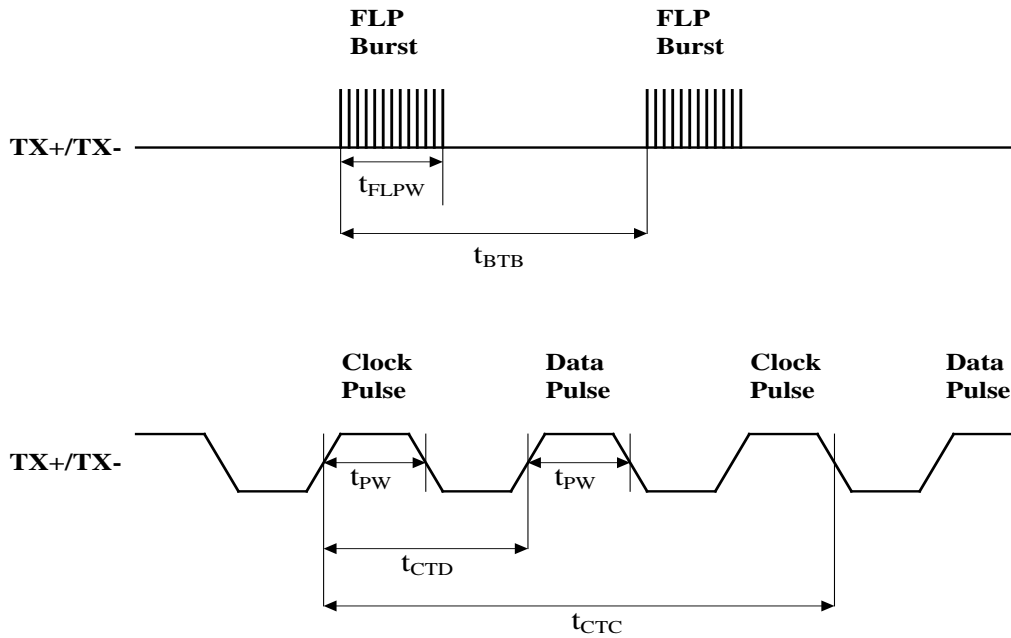 FLP
Burst
FLP
Burst
TX+/TX-
tFLPW
tBTB
Clock
Pulse
Data
Pulse
Clock
Pulse
Data
Pulse
TX+/TX-
tPW
tPW
tCTD
tCTC